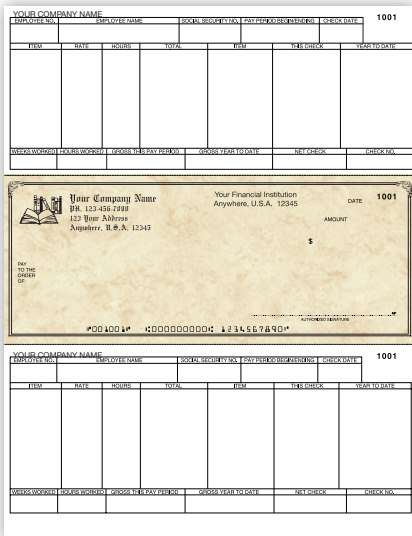 YOUR COMPANY NAME 1001
EMPLOYEE NO. EMPLOYEE NAME SOCIAL SECURITY NO. PAY PERIOD BEGIN/ENDING CHECK DATE
ITEM RATE HOURS TOTAL ITEM THIS CHECK YEAR TO DATE
WEEKS WORKED HOURS WORKED GROSS THIS PAY PERIOD GROSS YEAR TO DATE NET CHECK CHECK NO.
Your Company Name
PH. 123-456-7890
123 Your Address
Anywhere, U.S.A. 12345
Your Financial Institution
Anywhere, U.S.A. 12345
DATE 1001
AMOUNT
$
PAY
TO THE
ORDER
OF:
AUTHORIZED SIGNATURE
⑈001001⑈ ⑆000000000⑆ 1234567890⑈
YOUR COMPANY NAME 1001
EMPLOYEE NO. EMPLOYEE NAME SOCIAL SECURITY NO. PAY PERIOD BEGIN/ENDING CHECK DATE
ITEM RATE HOURS TOTAL ITEM THIS CHECK YEAR TO DATE
WEEKS WORKED HOURS WORKED GROSS THIS PAY PERIOD GROSS YEAR TO DATE NET CHECK CHECK NO.